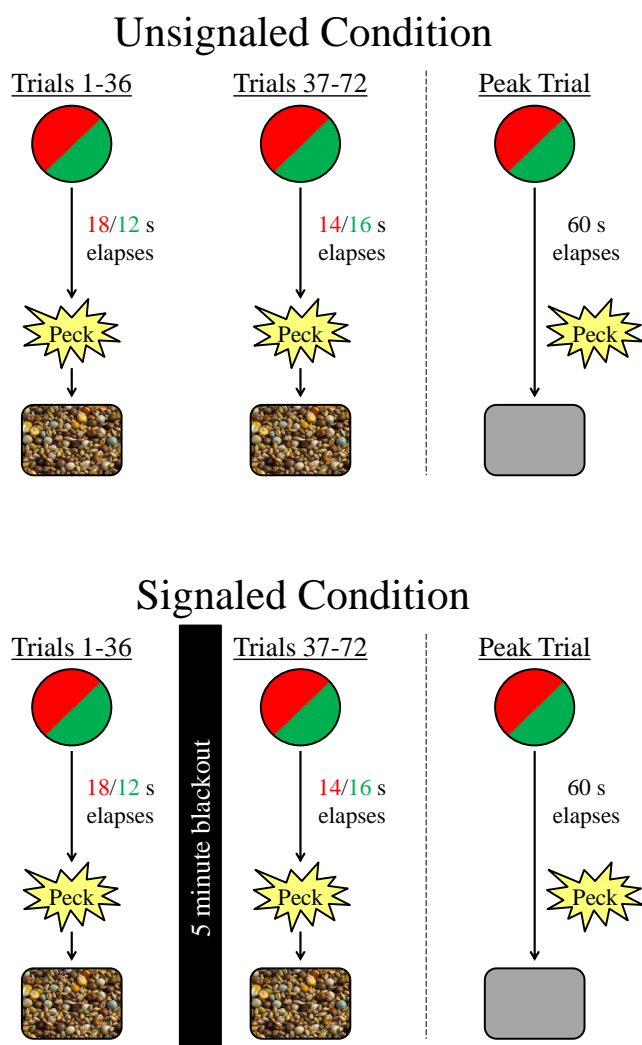 Unsignaled Condition
Trials 1-36
Trials 37-72
Peak Trial
18/12 s
elapses
14/16 s
elapses
60 s
elapses
Peck
Peck
Peck
Signaled Condition
Trials 1-36
Trials 37-72
Peak Trial
18/12 s
elapses
5 minute blackout
14/16 s
elapses
60 s
elapses
Peck
Peck
Peck